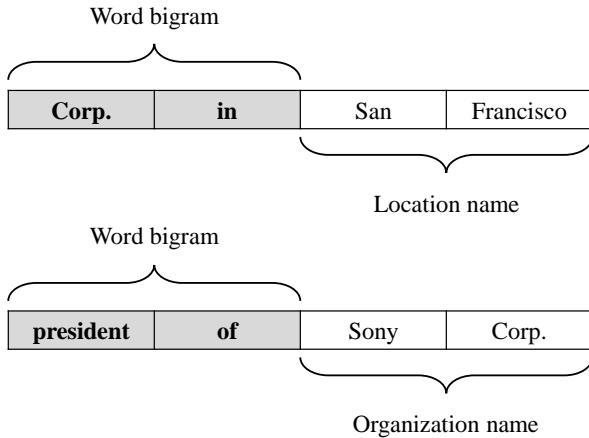 Word bigram
Corp. in San Francisco
Location name
Word bigram
president of Sony Corp.
Organization name